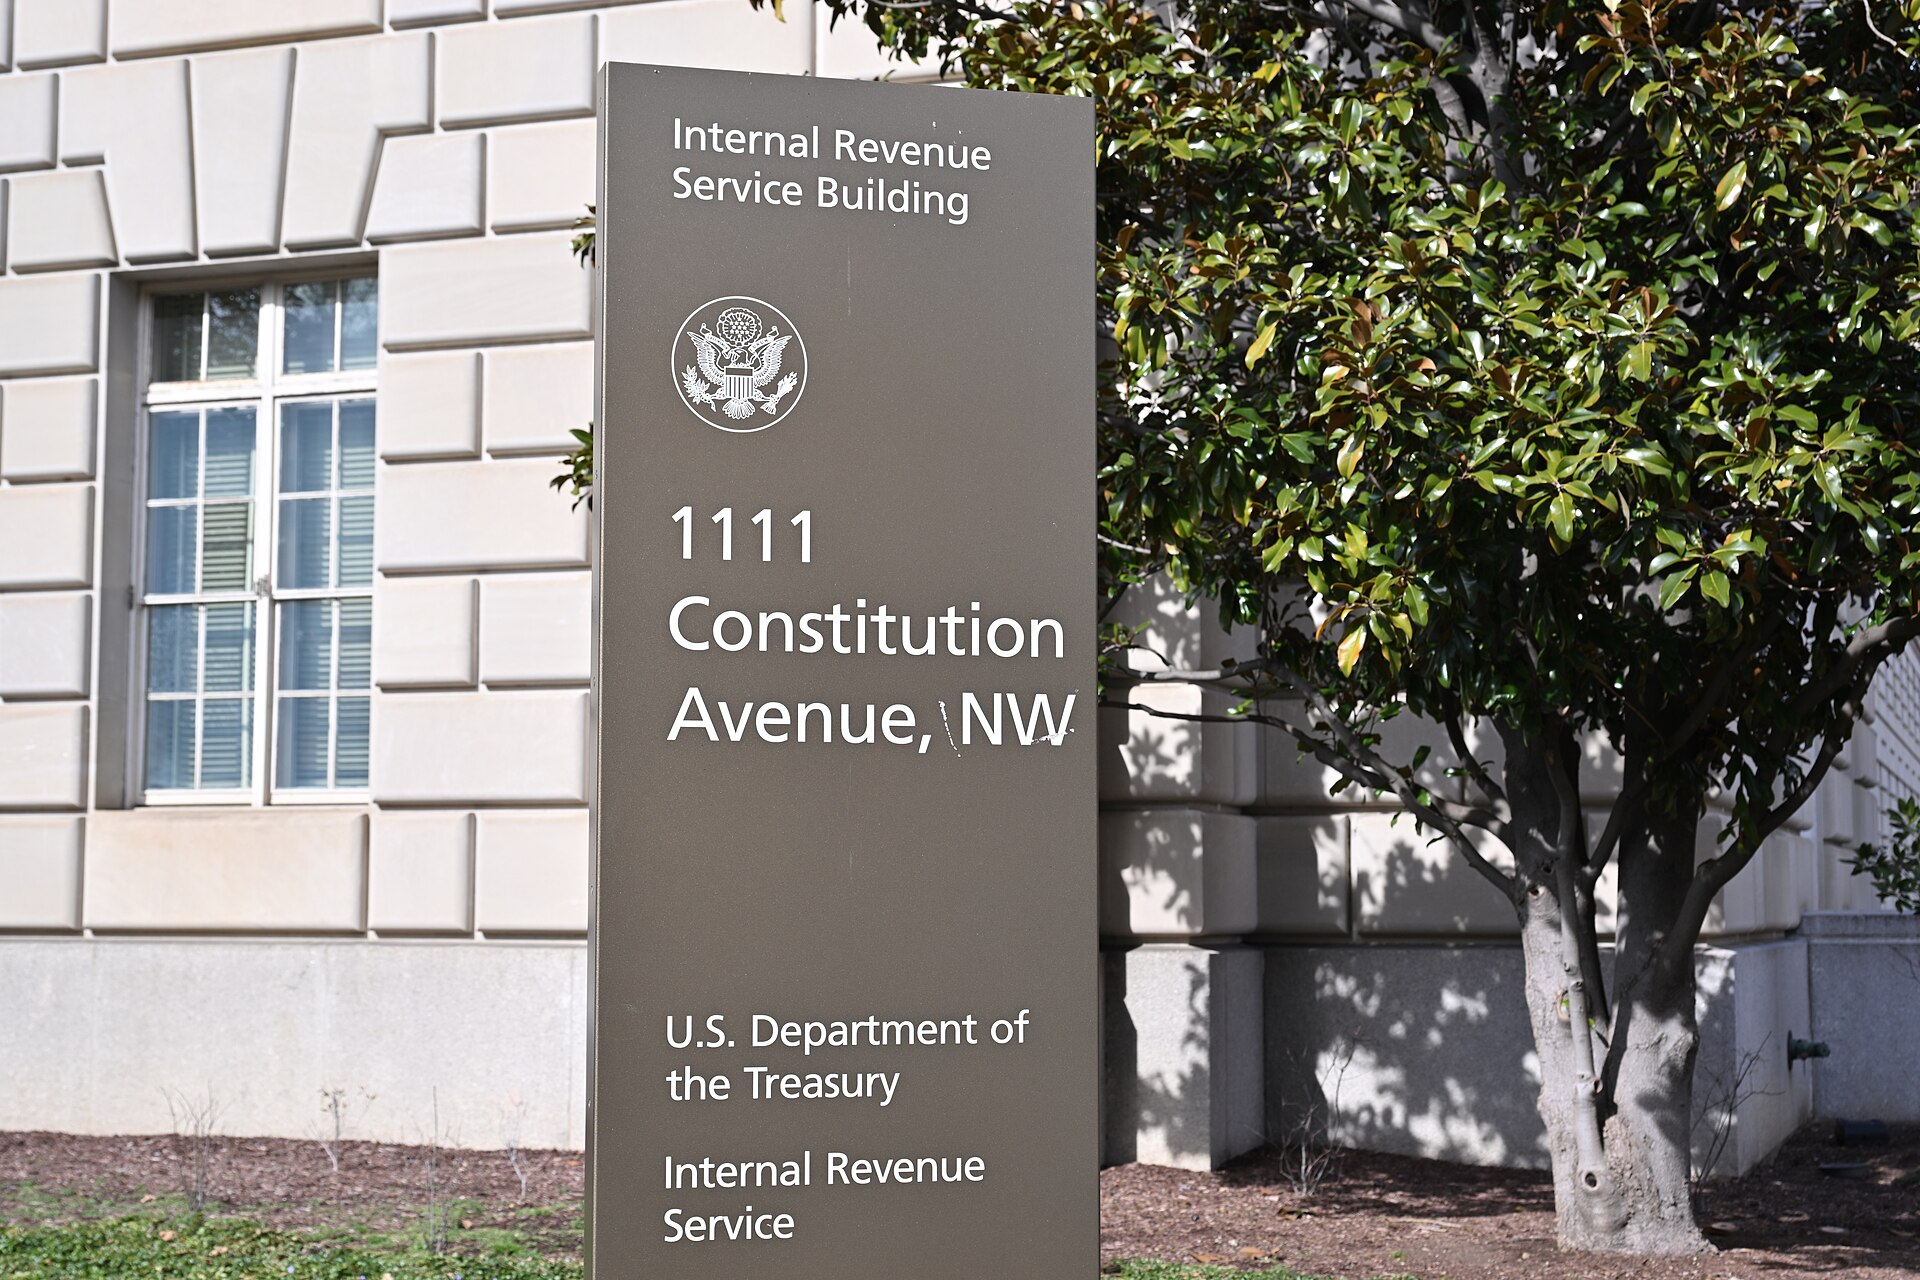 Internal Revenue
Service Building
1111
Constitution
Avenue, NW
U.S. Department of
the Treasury
Internal Revenue
Service